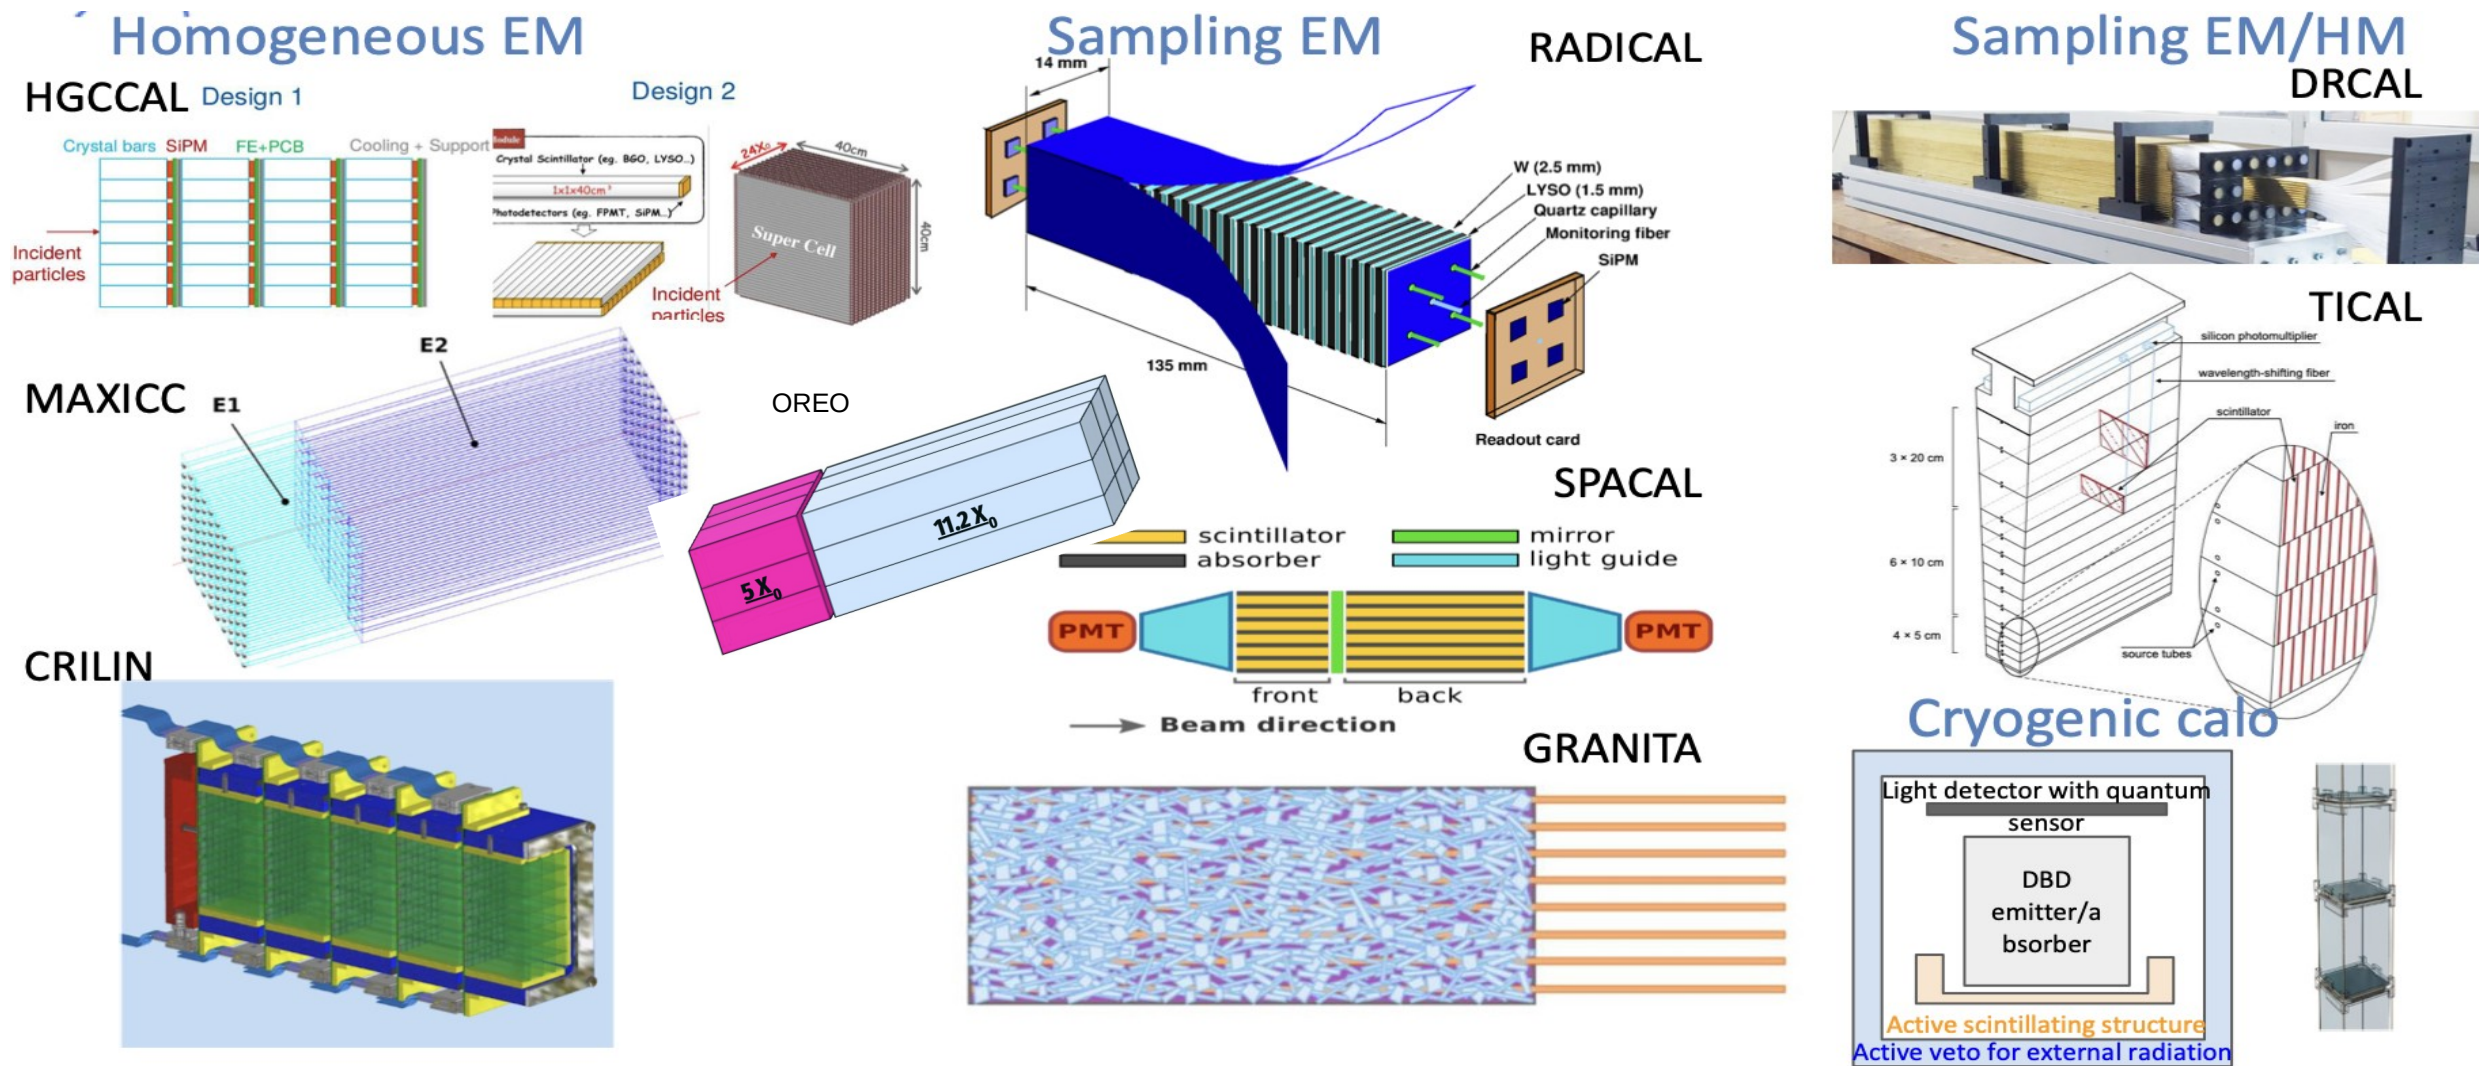 Homogeneous EM
HGCCAL
Design 1
Design 2
Crystal bars
SiPM
FE+PCB
Cooling + Support
Incident
particles
Crystal Scintillator (eg. BGO, LYSO…)
1x1x40cm³
Photodetectors (eg. FPMT, SiPM…)
24X₀
40cm
40cm
Super Cell
Incident
particles
MAXICC
E1
E2
OREO
5X₀
11.2X₀
CRILIN
Sampling EM
RADICAL
14 mm
W (2.5 mm)
LYSO (1.5 mm)
Quartz capillary
Monitoring fiber
SiPM
135 mm
Readout card
SPACAL
scintillator
mirror
absorber
light guide
PMT
PMT
front
back
Beam direction
GRANITA
Sampling EM/HM
DRCAL
TICAL
silicon photomultiplier
wavelength-shifting fiber
scintillator
iron
3 × 20 cm
6 × 10 cm
4 × 5 cm
source tubes
Cryogenic calo
Light detector with quantum
sensor
DBD
emitter/a
bsorber
Active scintillating structure
Active veto for external radiation